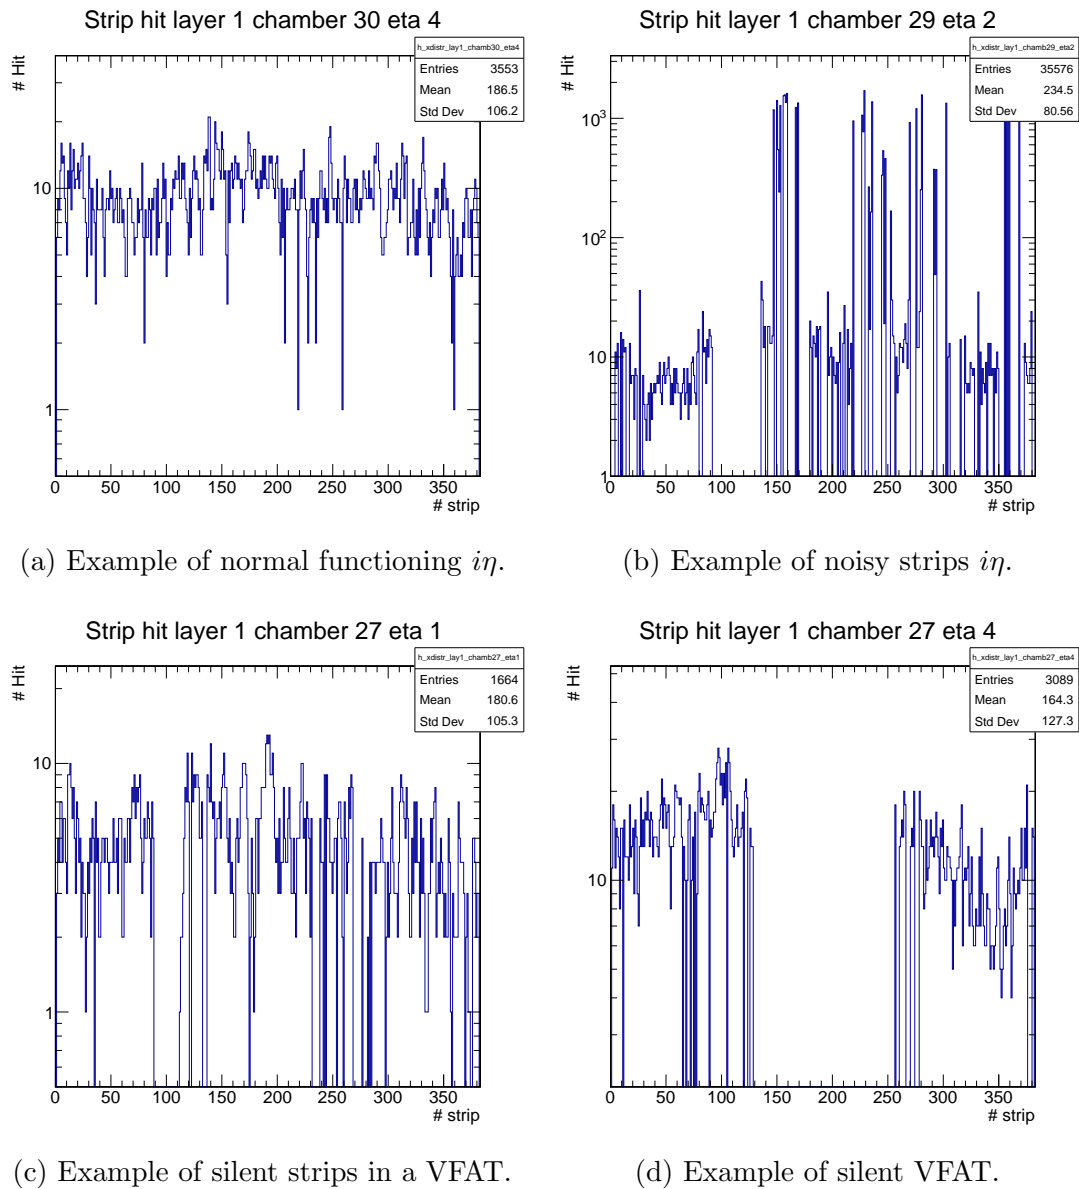 Strip hit layer 1 chamber 30 eta 4
# Hit
h_xdistr_lay1_chamb30_eta4
Entries 3553
Mean 186.5
Std Dev 106.2
10
1
0 50 100 150 200 250 300 350
# strip
(a) Example of normal functioning iη.
Strip hit layer 1 chamber 29 eta 2
# Hit
h_xdistr_lay1_chamb29_eta2
Entries 35576
Mean 234.5
Std Dev 80.56
10³
10²
10
1
0 50 100 150 200 250 300 350
# strip
(b) Example of noisy strips iη.
Strip hit layer 1 chamber 27 eta 1
# Hit
h_xdistr_lay1_chamb27_eta1
Entries 1664
Mean 180.6
Std Dev 105.3
10
1
0 50 100 150 200 250 300 350
# strip
(c) Example of silent strips in a VFAT.
Strip hit layer 1 chamber 27 eta 4
# Hit
h_xdistr_lay1_chamb27_eta4
Entries 3089
Mean 164.3
Std Dev 127.3
10
0 50 100 150 200 250 300 350
# strip
(d) Example of silent VFAT.